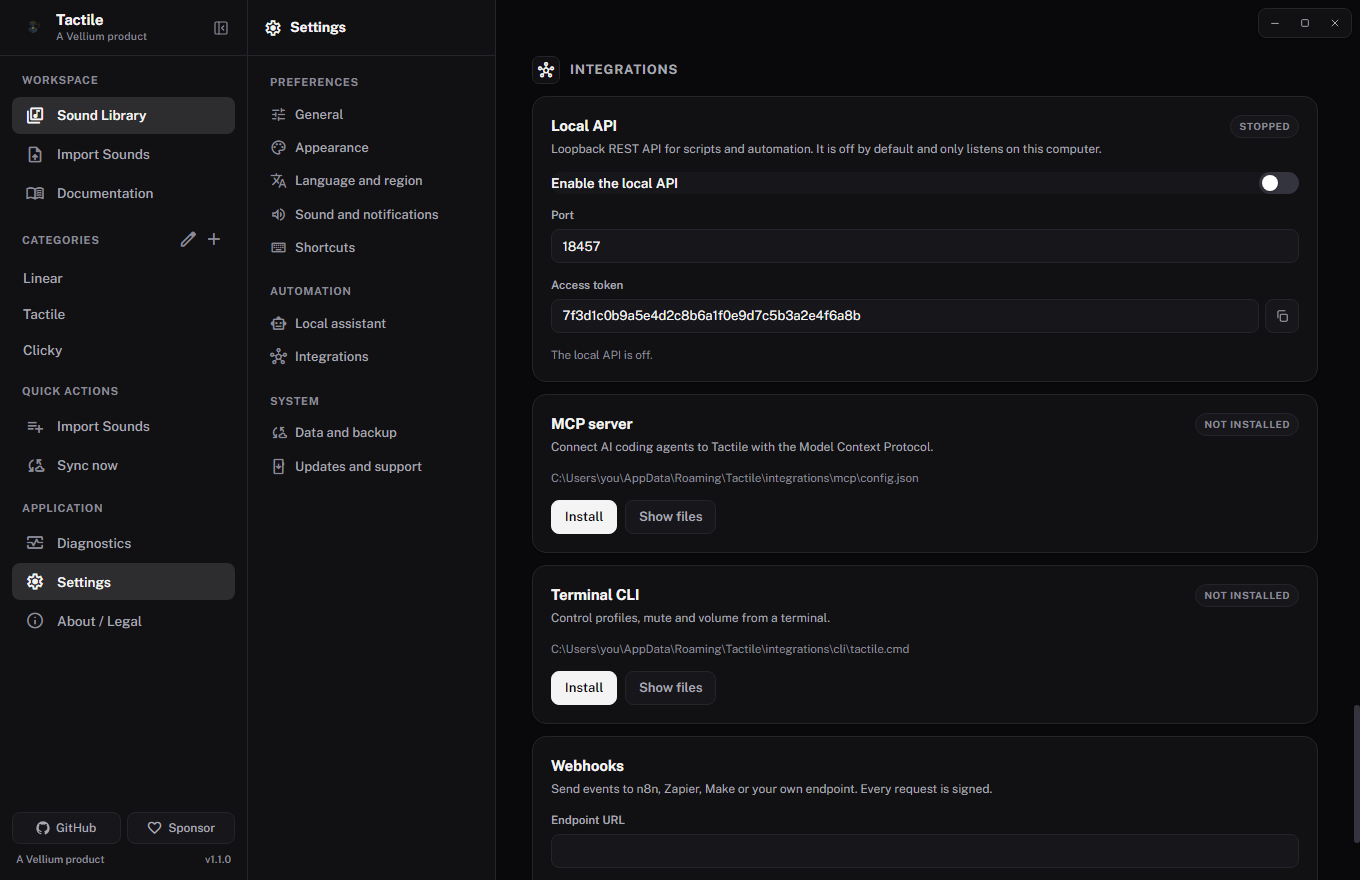 Tactile
A Vellium product
WORKSPACE
Sound Library
Import Sounds
Documentation
CATEGORIES
Linear
Tactile
Clicky
QUICK ACTIONS
Import Sounds
Sync now
APPLICATION
Diagnostics
Settings
About / Legal
GitHub
Sponsor
A Vellium product
v1.1.0
Settings
PREFERENCES
General
Appearance
Language and region
Sound and notifications
Shortcuts
AUTOMATION
Local assistant
Integrations
SYSTEM
Data and backup
Updates and support
INTEGRATIONS
Local API
STOPPED
Loopback REST API for scripts and automation. It is off by default and only listens on this computer.
Enable the local API
Port
18457
Access token
7f3d1c0b9a5e4d2c8b6a1f0e9d7c5b3a2e4f6a8b
The local API is off.
MCP server
NOT INSTALLED
Connect AI coding agents to Tactile with the Model Context Protocol.
C:\Users\you\AppData\Roaming\Tactile\integrations\mcp\config.json
Install
Show files
Terminal CLI
NOT INSTALLED
Control profiles, mute and volume from a terminal.
C:\Users\you\AppData\Roaming\Tactile\integrations\cli\tactile.cmd
Install
Show files
Webhooks
Send events to n8n, Zapier, Make or your own endpoint. Every request is signed.
Endpoint URL